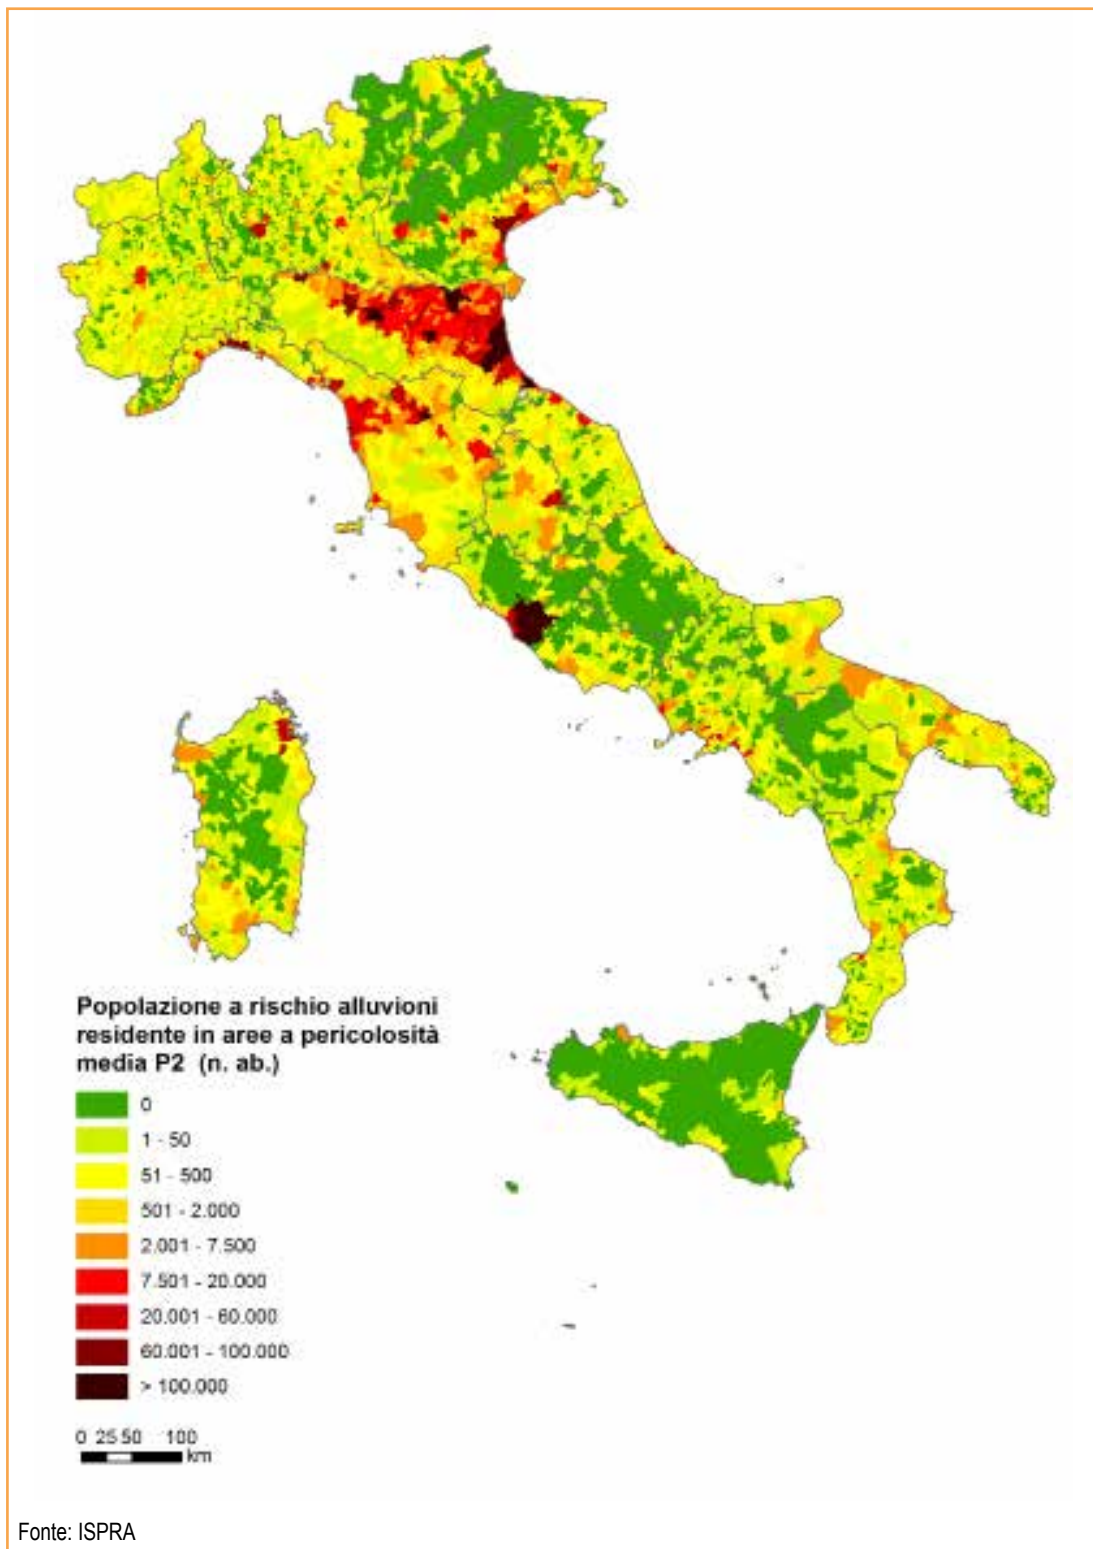 Popolazione a rischio alluvioni
residente in aree a pericolosità
media P2 (n. ab.)
0
1 - 50
51 - 500
501 - 2.000
2.001 - 7.500
7.501 - 20.000
20.001 - 60.000
60.001 - 100.000
> 100.000
0 25 50 100
km
Fonte: ISPRA